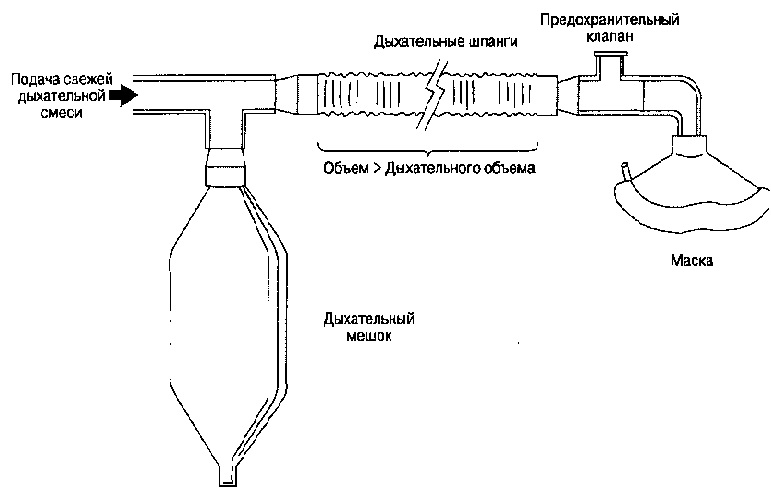 Предохранительный
клапан
Дыхательные шланги
Подача свежей
дыхательной
смеси
Объем > Дыхательного объема
Маска
Дыхательный
мешок